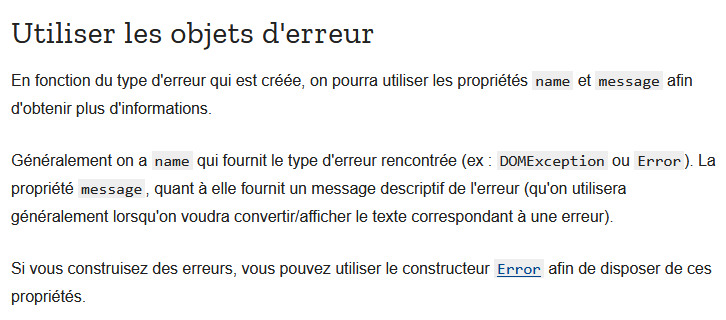 Utiliser les objets d'erreur
En fonction du type d'erreur qui est créée, on pourra utiliser les propriétés name et message afin
d'obtenir plus d'informations.
Généralement on a name qui fournit le type d'erreur rencontrée (ex : DOMException ou Error). La
propriété message, quant à elle fournit un message descriptif de l'erreur (qu'on utilisera
généralement lorsqu'on voudra convertir/afficher le texte correspondant à une erreur).
Si vous construisez des erreurs, vous pouvez utiliser le constructeur Error afin de disposer de ces
propriétés.